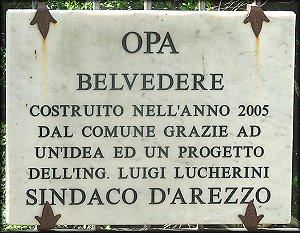 OPA
BELVEDERE
COSTRUITO NELL'ANNO 2005
DAL COMUNE GRAZIE AD
UN'IDEA ED UN PROGETTO
DELL'ING. LUIGI LUCHERINI
SINDACO D'AREZZO